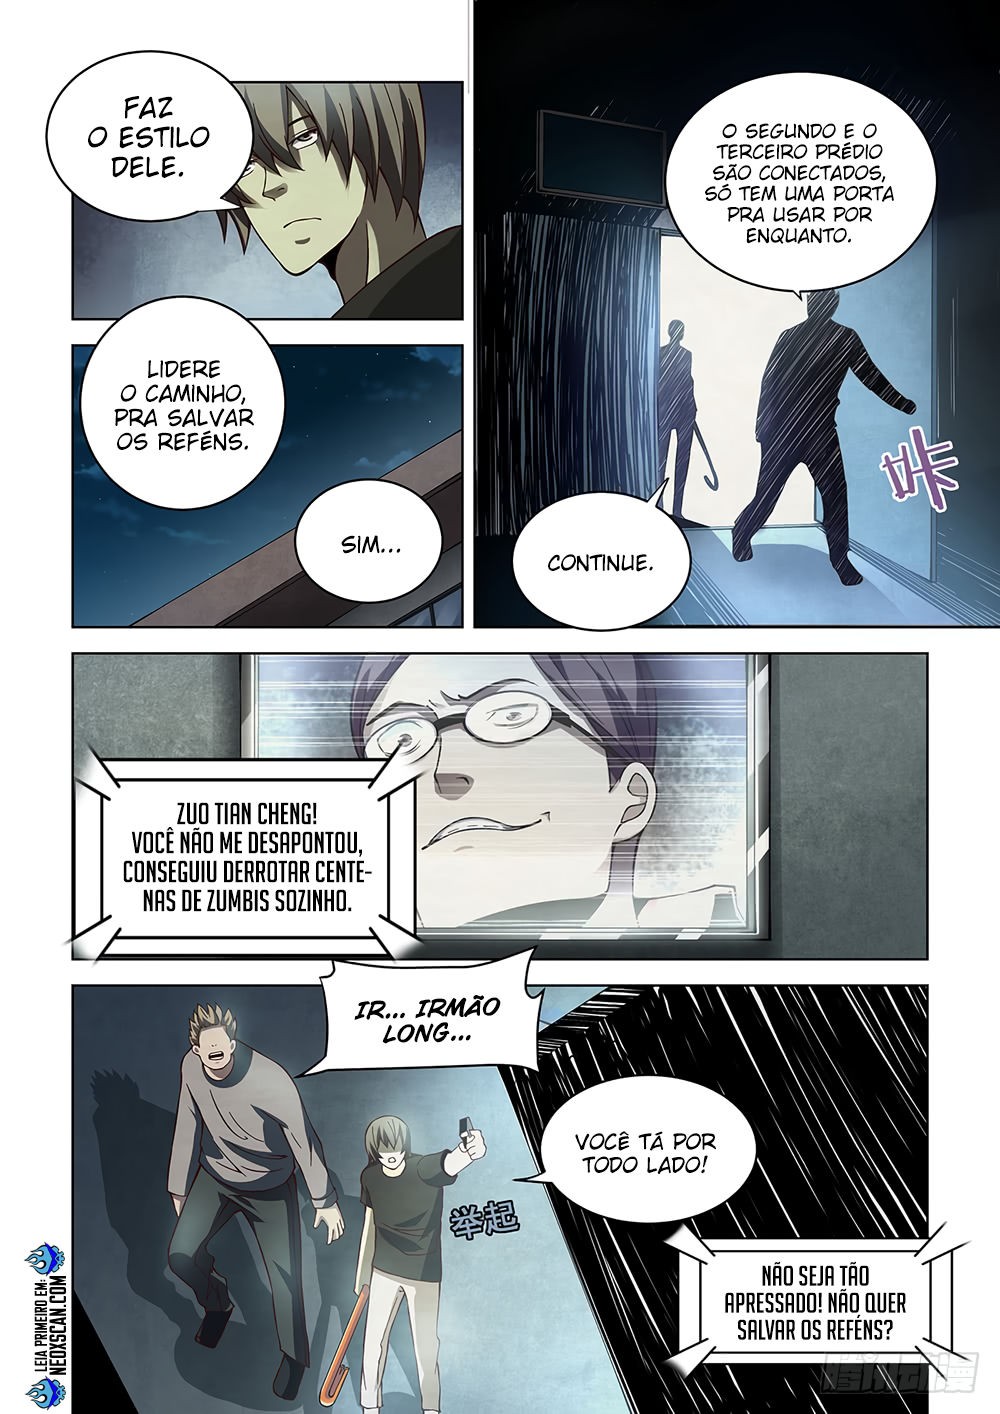 FAZ
O ESTILO
DELE.
LIDERE
O CAMINHO,
PRA SALVAR
OS REFÉNS.
SIM...
O SEGUNDO E O
TERCEIRO PRÉDIO
SÃO CONECTADOS,
SÓ TEM UMA PORTA
PRA USAR POR
ENQUANTO.
咔
CONTINUE.
ZUO TIAN CHENG!
VOCÊ NÃO ME DESAPONTOU,
CONSEGUIU DERROTAR CENTE-
NAS DE ZUMBIS SOZINHO.
IR... IRMÃO
LONG...
VOCÊ TÁ POR
TODO LADO!
举起
NÃO SEJA TÃO
APRESSADO! NÃO QUER
SALVAR OS REFÉNS?
LEIA PRIMEIRO EM:
NEOXSCAN.COM